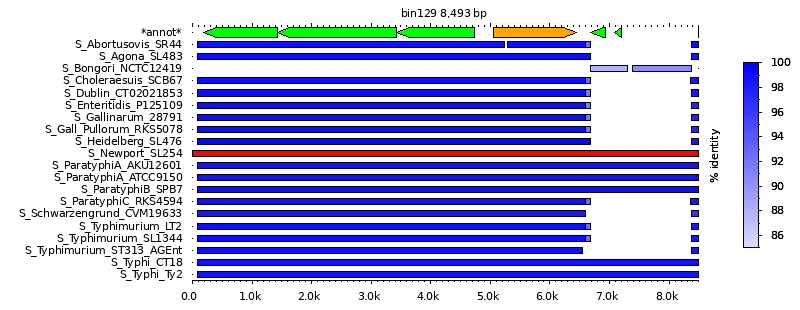 bin129 8,493 bp
*annot*
S_Abortusovis_SR44
S_Agona_SL483
S_Bongori_NCTC12419
S_Choleraesuis_SCB67
S_Dublin_CT02021853
S_Enteritidis_P125109
S_Gallinarum_28791
S_Gall_Pullorum_RKS5078
S_Heidelberg_SL476
S_Newport_SL254
S_ParatyphiA_AKU12601
S_ParatyphiA_ATCC9150
S_ParatyphiB_SPB7
S_ParatyphiC_RKS4594
S_Schwarzengrund_CVM19633
S_Typhimurium_LT2
S_Typhimurium_SL1344
S_Typhimurium_ST313_AGEnt
S_Typhi_CT18
S_Typhi_Ty2
0.0 1.0k 2.0k 3.0k 4.0k 5.0k 6.0k 7.0k 8.0k
% identity
100
98
96
94
92
90
88
86